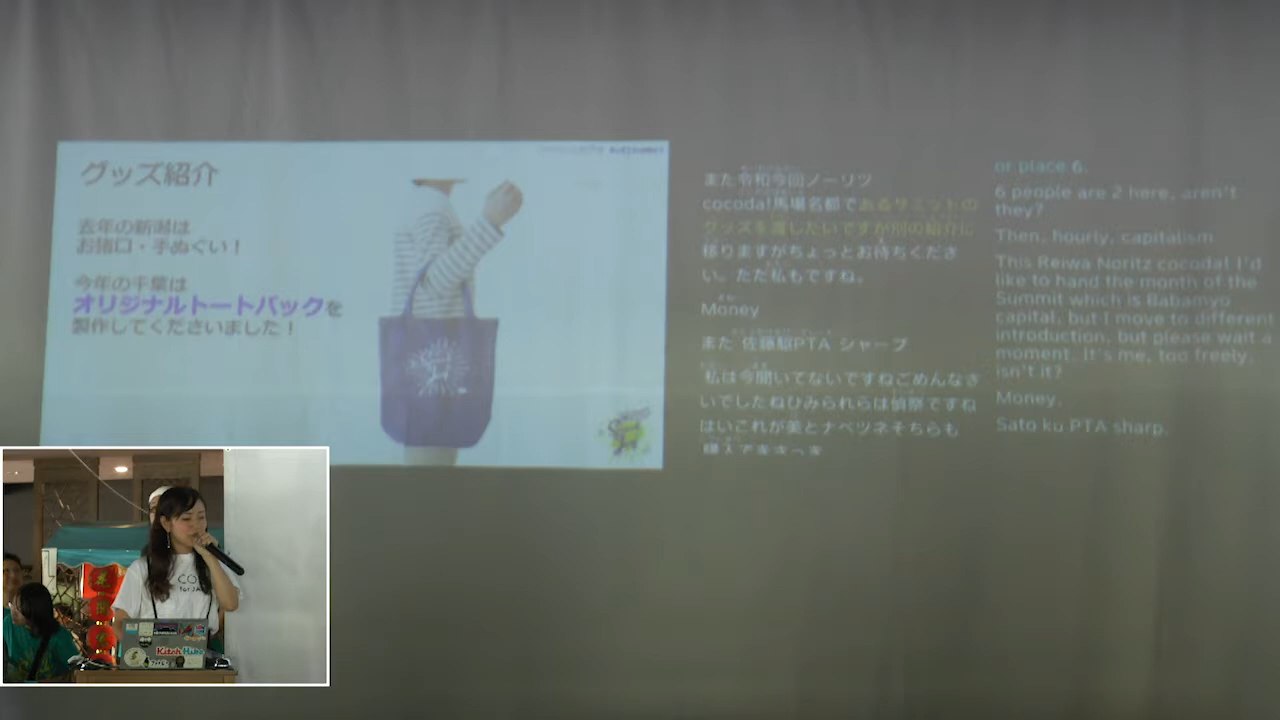 グッズ紹介
去年の新潟は
お猪口・手ぬぐい！
今年の千葉は
オリジナルトートバックを
製作してくださいました！
また令和今回ノーリツ
cocoda!馬場名都であるサミットの
グッズを渡したいですが別の紹介に
移りますがちょっとお待ちくださ
い。ただ私もですね。
Money
また 佐藤駆PTA シャープ
私は今聞いてないですねごめんなさ
いでしたねひみられらは偵察ですね
はいこれが美とナベツネそちらも
or place 6.
6 people are 2 here, aren't
they?
Then, hourly, capitalism
This Reiwa Noritz cocoda! I'd
like to hand the month of the
Summit which is Babamyo
capital, but I move to different
introduction, but please wait a
moment. It's me, too freely,
isn't it?
Money.
Sato ku PTA sharp.
CO
for JA
KitchHike